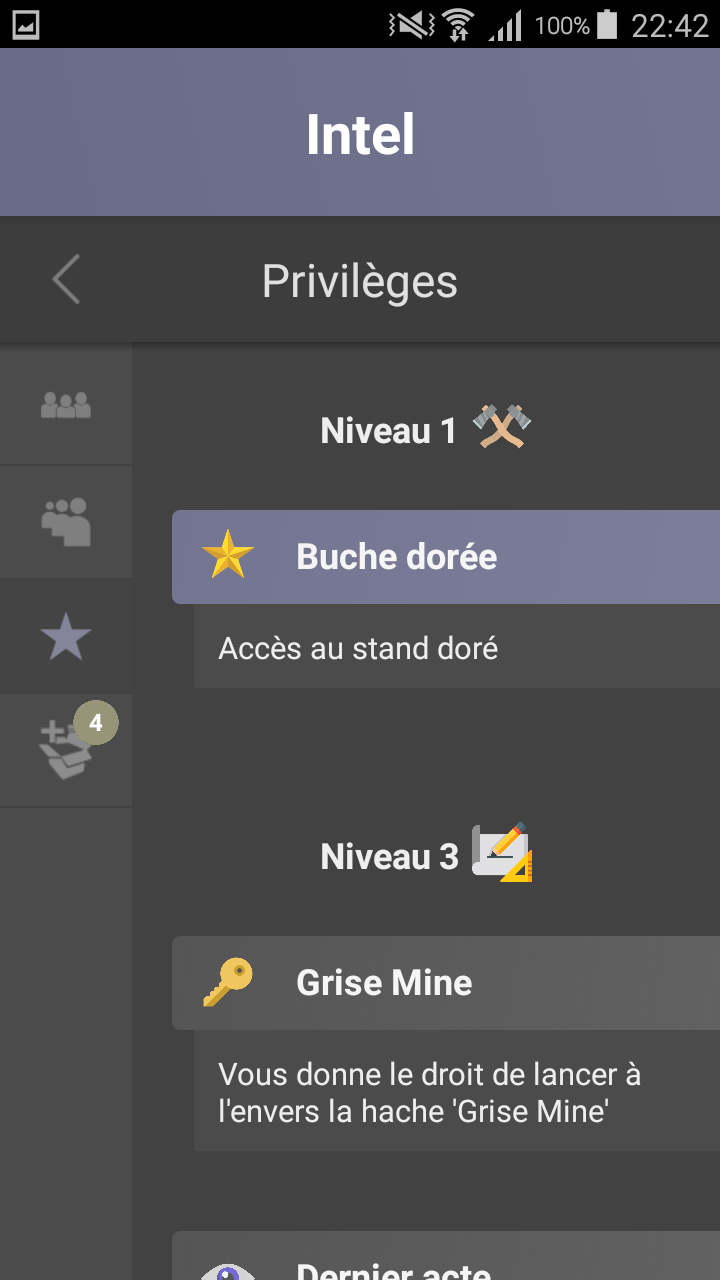 100% 22:42
Intel
Privilèges
Niveau 1
Buche dorée
Accès au stand doré
4
Niveau 3
Grise Mine
Vous donne le droit de lancer à
l'envers la hache 'Grise Mine'
Dernier acte